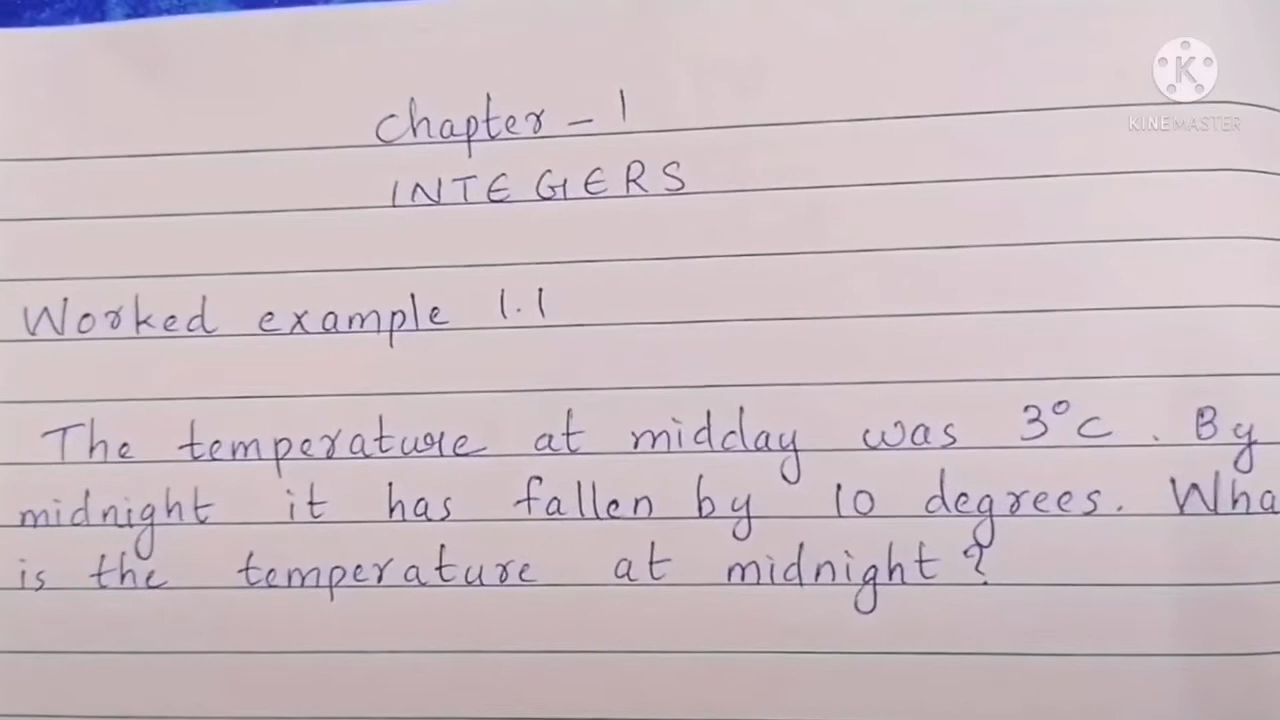 K
KINEMASTER
Chapter - 1
INTEGERS
Worked example 1.1
The temperature at midday was 3°C. By
midnight it has fallen by 10 degrees. Wha
is the temperature at midnight?